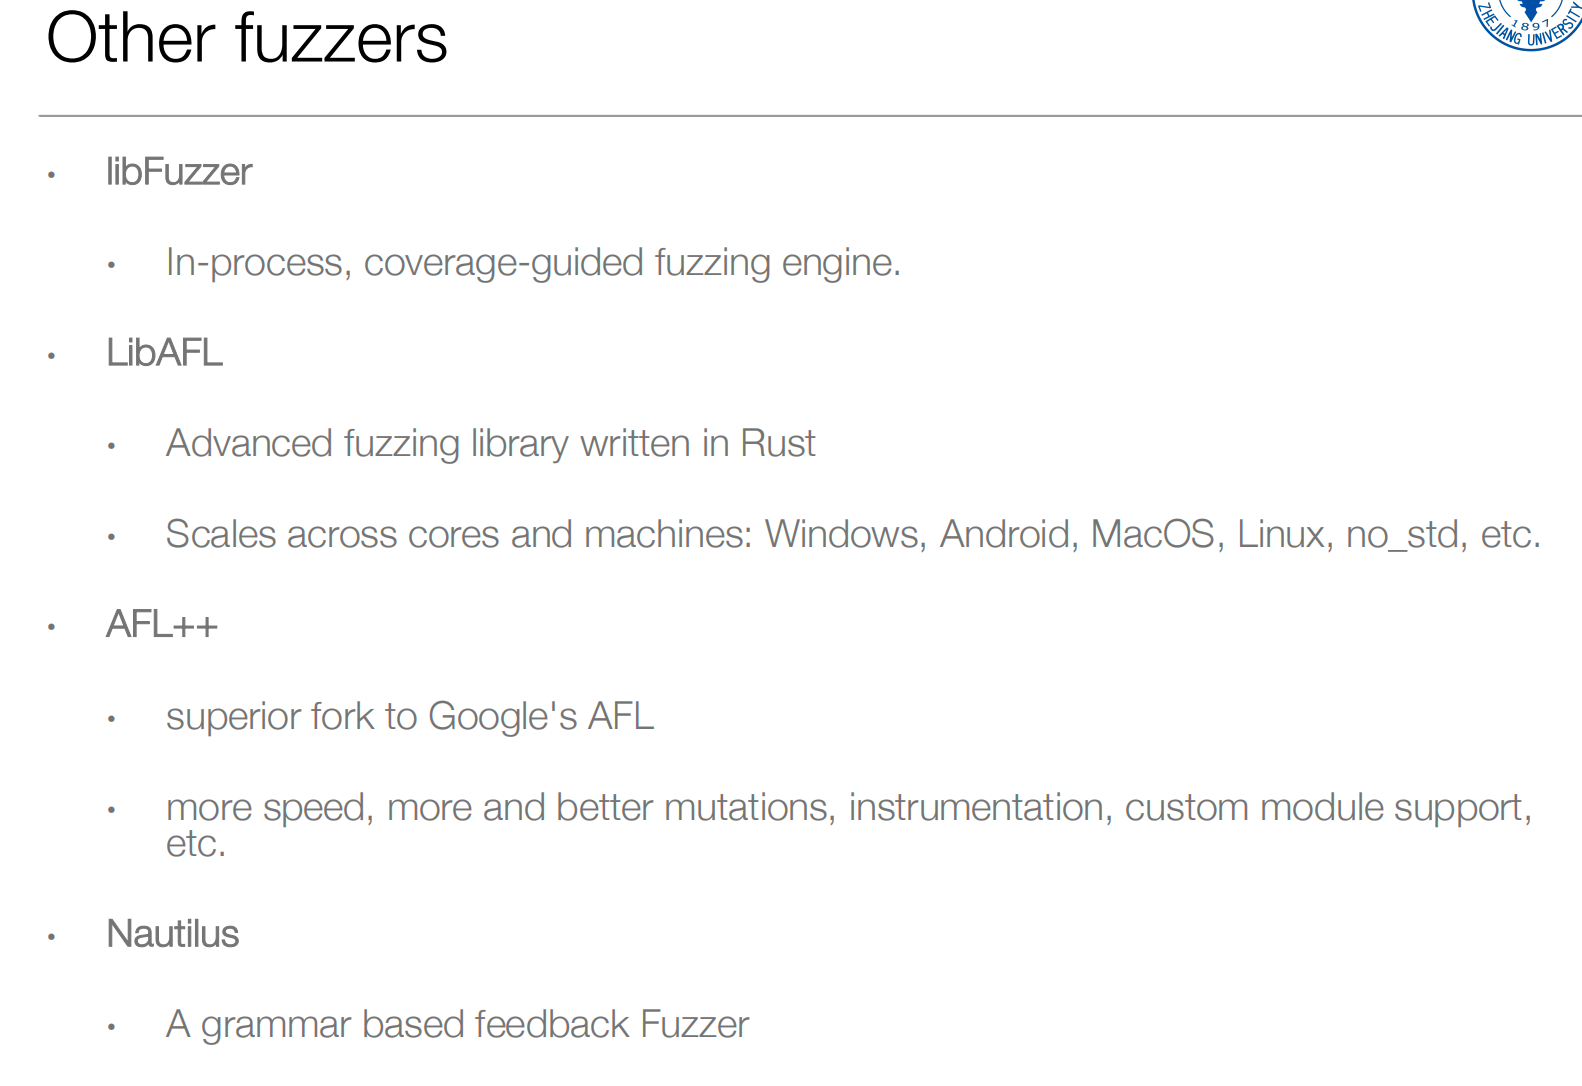 Other fuzzers
ZHEJIANG UNIVERSITY
1897
• libFuzzer
• In-process, coverage-guided fuzzing engine.
• LibAFL
• Advanced fuzzing library written in Rust
• Scales across cores and machines: Windows, Android, MacOS, Linux, no_std, etc.
• AFL++
• superior fork to Google's AFL
• more speed, more and better mutations, instrumentation, custom module support,
etc.
• Nautilus
• A grammar based feedback Fuzzer